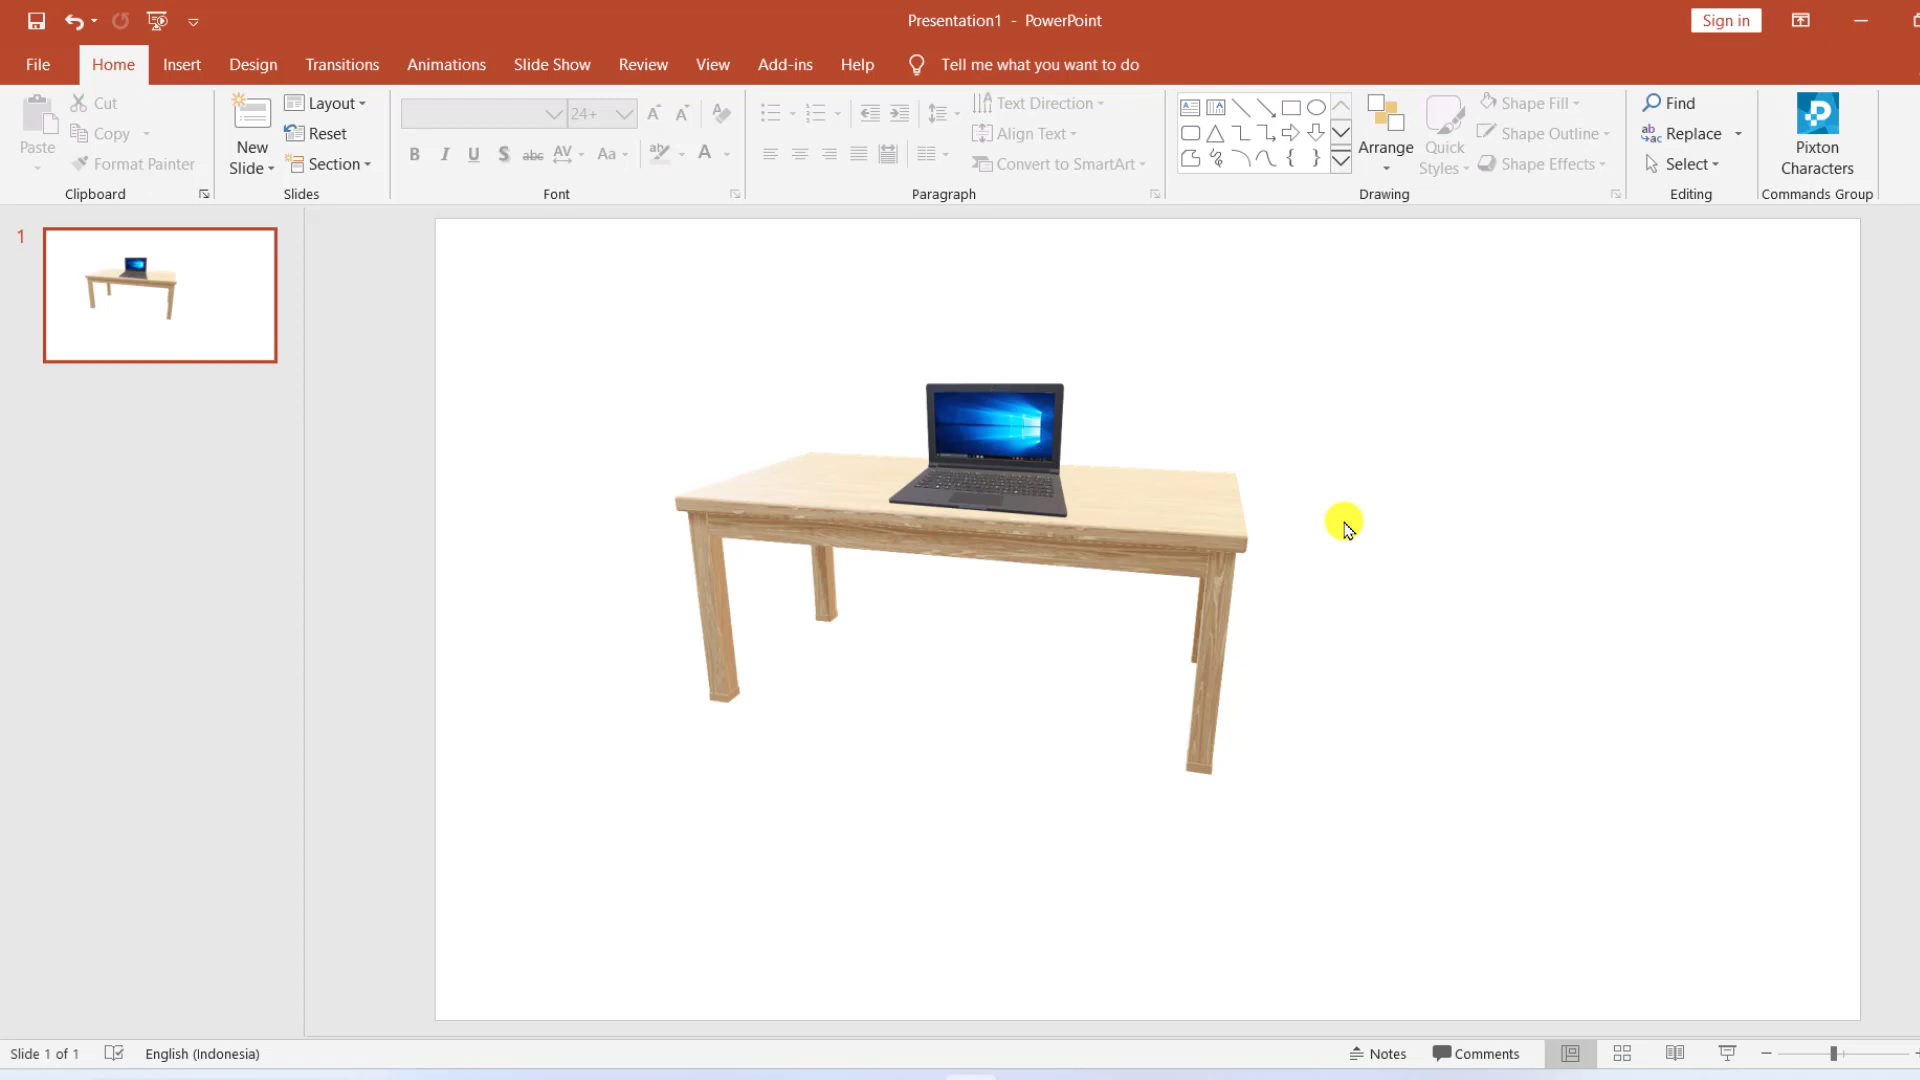 Presentation1 - PowerPoint
Sign in
File Home Insert Design Transitions Animations Slide Show Review View Add-ins Help Tell me what you want to do
Paste
Cut
Copy
Format Painter
Clipboard
New
Slide
Layout
Reset
Section
Slides
24+
B I U S abc AV Aa A
Font
Text Direction
Align Text
Convert to SmartArt
Paragraph
Arrange
Quick
Styles
Shape Fill
Shape Outline
Shape Effects
Drawing
Find
Replace
Select
Editing
Pixton
Characters
Commands Group
1
Slide 1 of 1 English (Indonesia) Notes Comments